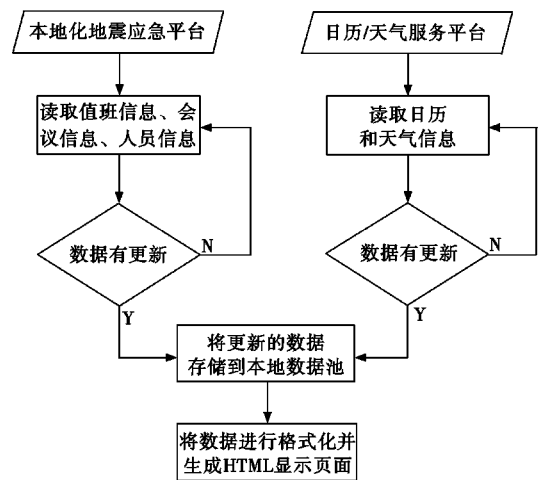 本地化地震应急平台
日历/天气服务平台
读取值班信息、会
议信息、人员信息
读取日历
和天气信息
数据有更新
N
数据有更新
N
Y
Y
将更新的数据
存储到本地数据池
将数据进行格式化并
生成HTML显示页面